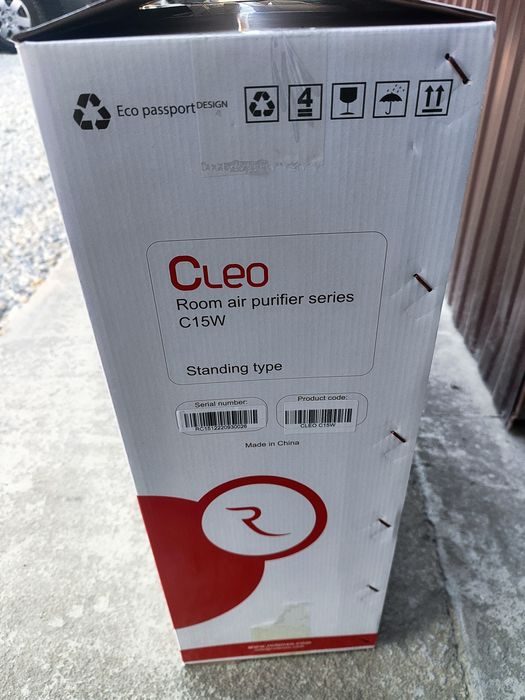 Eco passport DESIGN
4
CLEO
Room air purifier series
C15W
Standing type
Serial number:
Product code:
RC1512220930026
CLEO C15W
Made in China
R